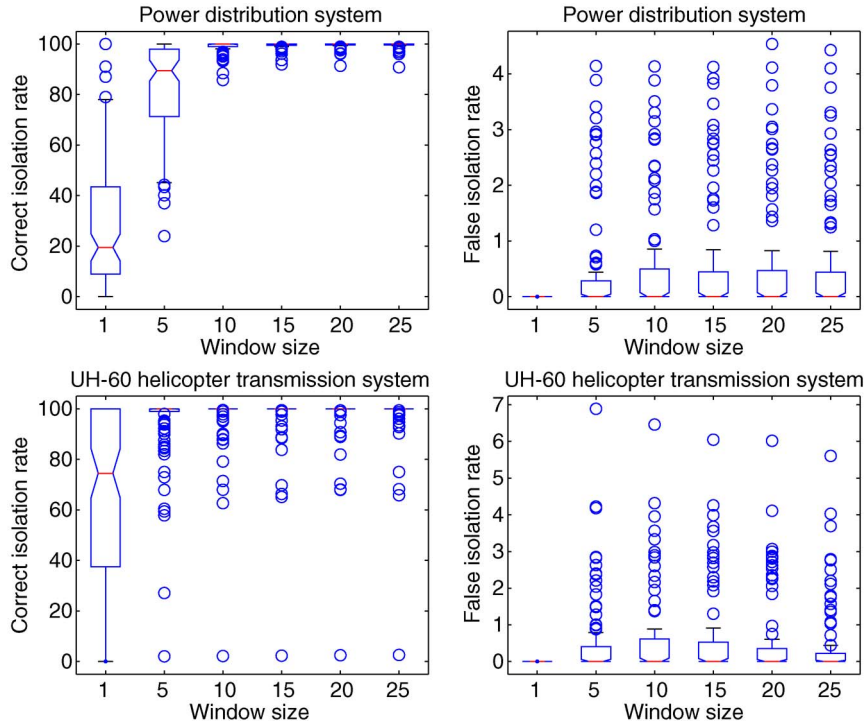 Power distribution system
Correct isolation rate
100
80
60
40
20
0
1 5 10 15 20 25
Window size
Power distribution system
False isolation rate
4
3
2
1
0
1 5 10 15 20 25
Window size
UH-60 helicopter transmission system
Correct isolation rate
100
80
60
40
20
0
1 5 10 15 20 25
Window size
UH-60 helicopter transmission system
False isolation rate
7
6
5
4
3
2
1
0
1 5 10 15 20 25
Window size